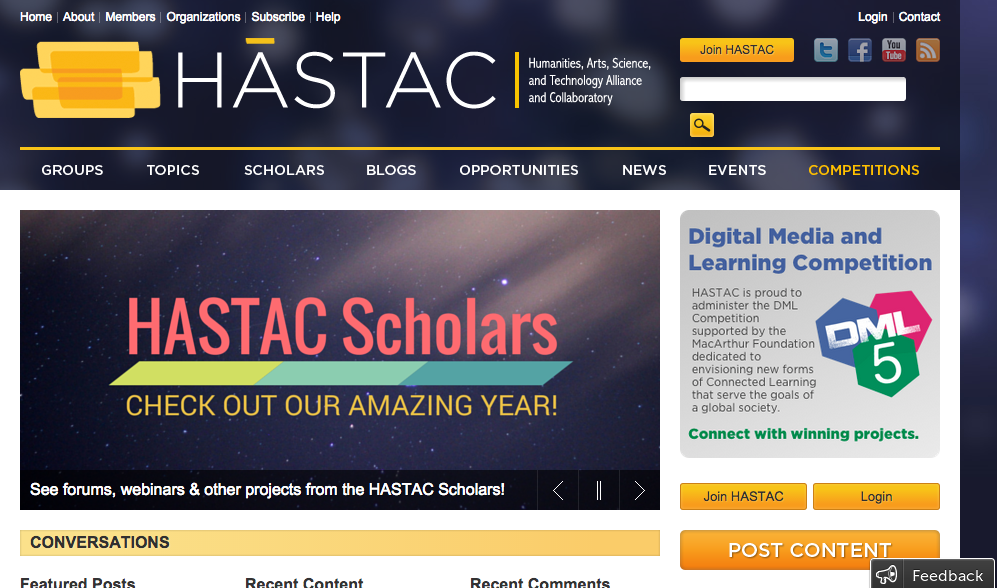 Home | About | Members | Organizations | Subscribe | Help
Login | Contact
HASTAC
Humanities, Arts, Science,
and Technology Alliance
and Collaboratory
Join HASTAC
You
Tube
GROUPS TOPICS SCHOLARS BLOGS OPPORTUNITIES NEWS EVENTS COMPETITIONS
HASTAC Scholars
CHECK OUT OUR AMAZING YEAR!
See forums, webinars & other projects from the HASTAC Scholars!
Digital Media and
Learning Competition
HASTAC is proud to
administer the DML
Competition
supported by the
MacArthur Foundation
dedicated to
envisioning new forms
of Connected Learning
that serve the goals of
a global society.
DML
5
Connect with winning projects.
Join HASTAC
Login
POST CONTENT
CONVERSATIONS
Featured Posts
Recent Content
Recent Comments
Feedback